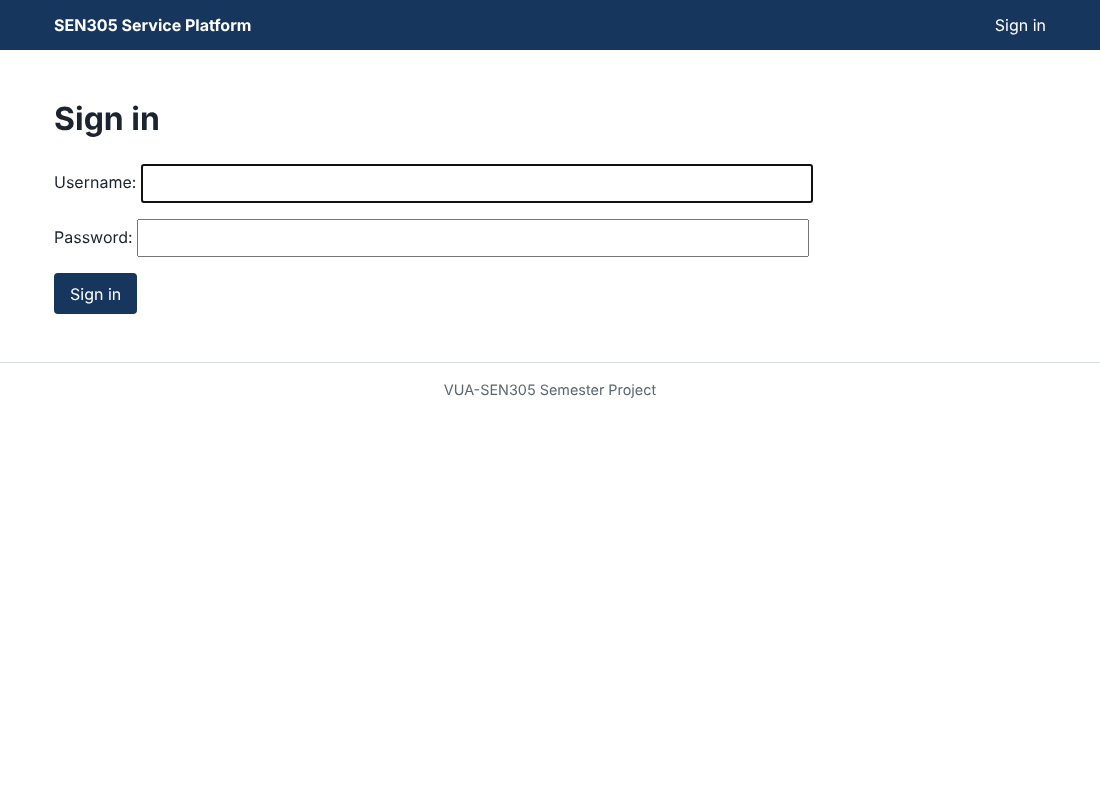 SEN305 Service Platform
Sign in
Sign in
Username:
Password:
Sign in
VUA-SEN305 Semester Project